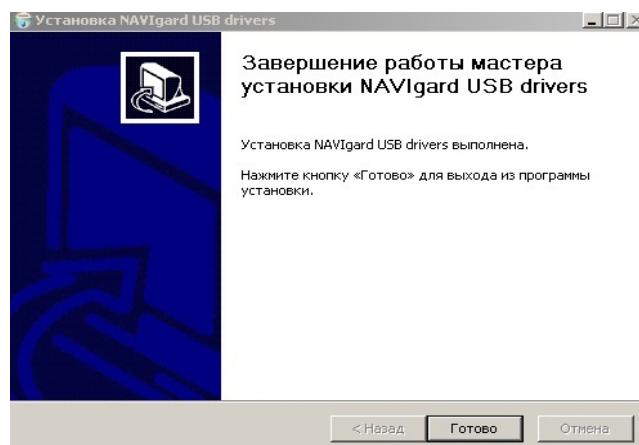 Установка NAVIgard USB drivers
Завершение работы мастера
установки NAVIgard USB drivers
Установка NAVIgard USB drivers выполнена.
Нажмите кнопку «Готово» для выхода из программы
установки.
< Назад Готово Отмена